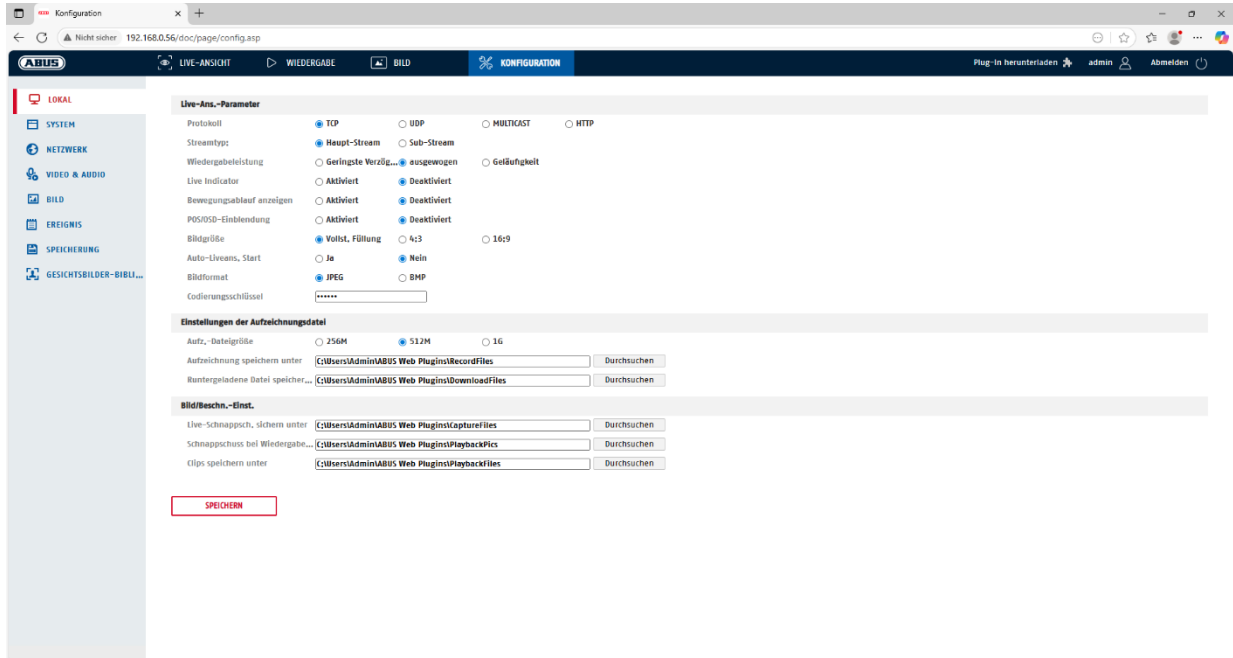 ABUS Konfiguration
Nicht sicher 192.168.0.56/doc/page/config.asp
ABUS LIVE-ANSICHT WIEDERGABE BILD KONFIGURATION Plug-In herunterladen admin Abmelden
LOKAL
SYSTEM
NETZWERK
VIDEO & AUDIO
BILD
EREIGNIS
SPEICHERUNG
GESICHTSBILDER-BIBLI...
Live-Ans.-Parameter
Protokoll TCP UDP MULTICAST HTTP
Streamtyp: Haupt-Stream Sub-Stream
Wiedergabeleistung Geringste Verzög... ausgewogen Geläufigkeit
Live Indicator Aktiviert Deaktiviert
Bewegungsablauf anzeigen Aktiviert Deaktiviert
POS/OSD-Einblendung Aktiviert Deaktiviert
Bildgröße Vollst. Füllung 4:3 16:9
Auto-Liveans. Start Ja Nein
Bildformat JPEG BMP
Codierungsschlüssel ••••••
Einstellungen der Aufzeichnungsdatei
Aufz.-Dateigröße 256M 512M 1G
Aufzeichnung speichern unter C:\Users\Admin\ABUS Web Plugins\RecordFiles Durchsuchen
Runtergeladene Datei speicher... C:\Users\Admin\ABUS Web Plugins\DownloadFiles Durchsuchen
Bild/Beschn.-Einst.
Live-Schnappsch. sichern unter C:\Users\Admin\ABUS Web Plugins\CaptureFiles Durchsuchen
Schnappschuss bei Wiedergabe... C:\Users\Admin\ABUS Web Plugins\PlaybackPics Durchsuchen
Clips speichern unter C:\Users\Admin\ABUS Web Plugins\PlaybackFiles Durchsuchen
SPEICHERN